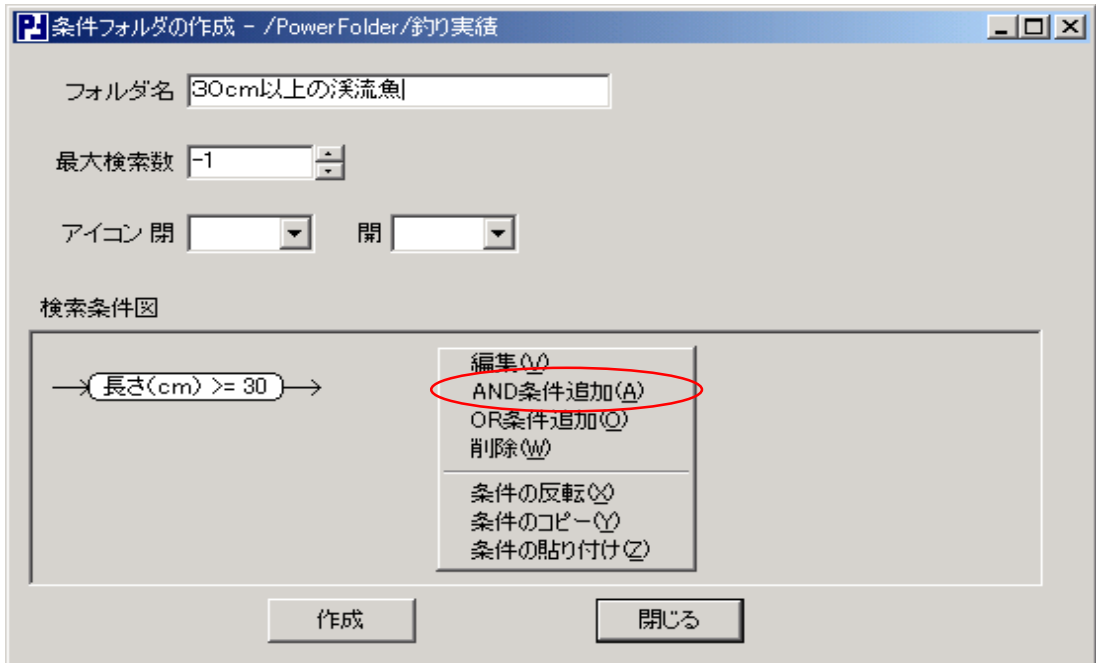 条件フォルダの作成 - /PowerFolder/釣り実績
フォルダ名 30cm以上の渓流魚
最大検索数 -1
アイコン 閉 開
検索条件図
長さ(cm) >= 30
編集(V)
AND条件追加(A)
OR条件追加(O)
削除(W)
条件の反転(X)
条件のコピー(Y)
条件の貼り付け(Z)
作成 閉じる